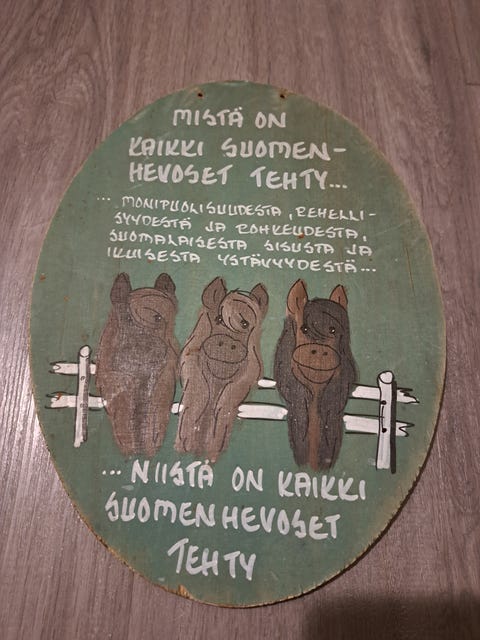 MISTÄ ON
KAIKKI SUOMEN-
HEVOSET TEHTY...
... MONIPUOLISUUDESTA, REHELLI-
SYYDESTÄ JA ROHKEUDESTA,
SUOMALAISESTA SISUSTA JA
IKUISESTA YSTÄVYYDESTÄ...
... NIISTÄ ON KAIKKI
SUOMENHEVOSET
TEHTY